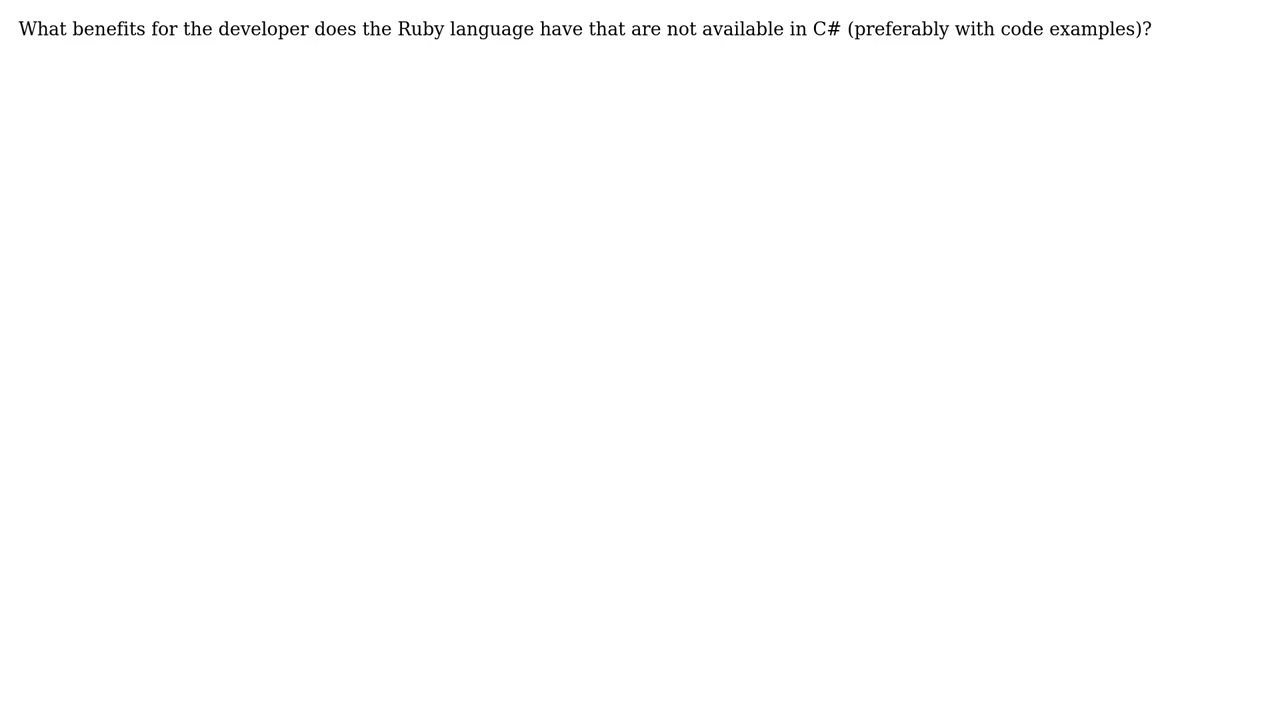 What benefits for the developer does the Ruby language have that are not available in C# (preferably with code examples)?